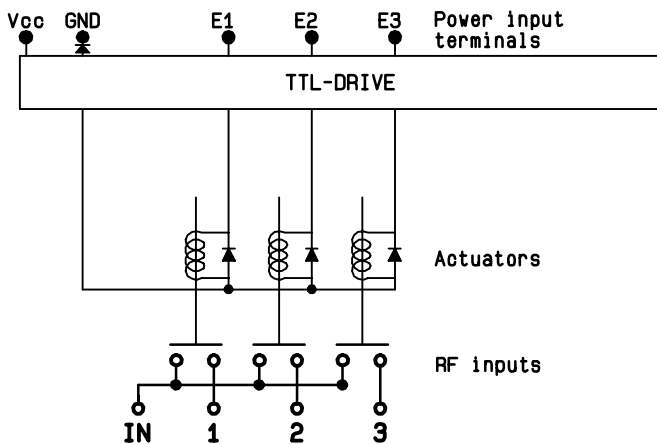 Vcc GND E1 E2 E3 Power input
terminals
TTL-DRIVE
Actuators
RF inputs
IN 1 2 3